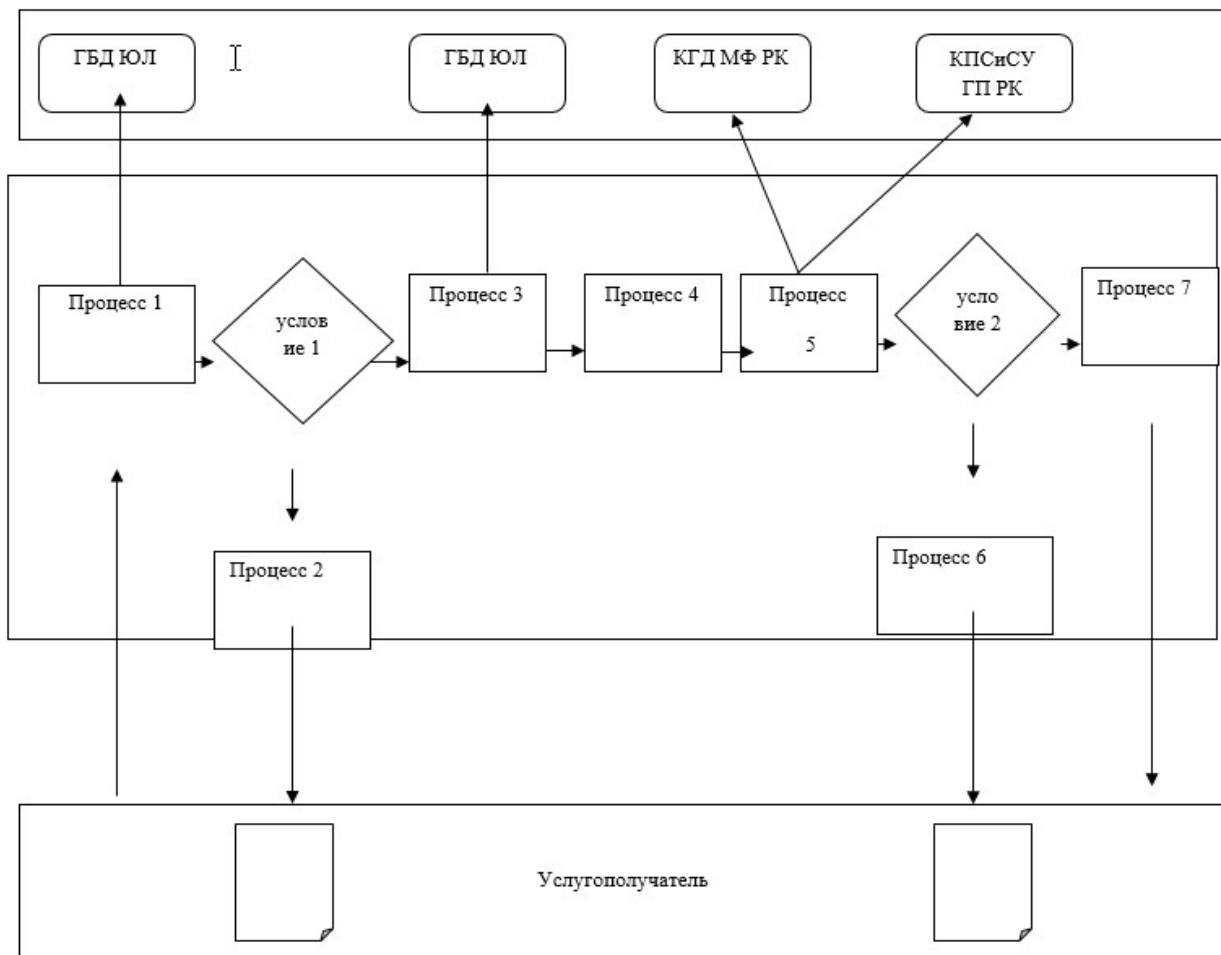 ГБД ЮЛ
ГБД ЮЛ
КГД МФ РК
КПСиСУ
ГП РК
Процесс 1
услов
ие 1
Процесс 3
Процесс 4
Процесс
5
усло
вие 2
Процесс 7
Процесс 2
Процесс 6
Услугополучатель